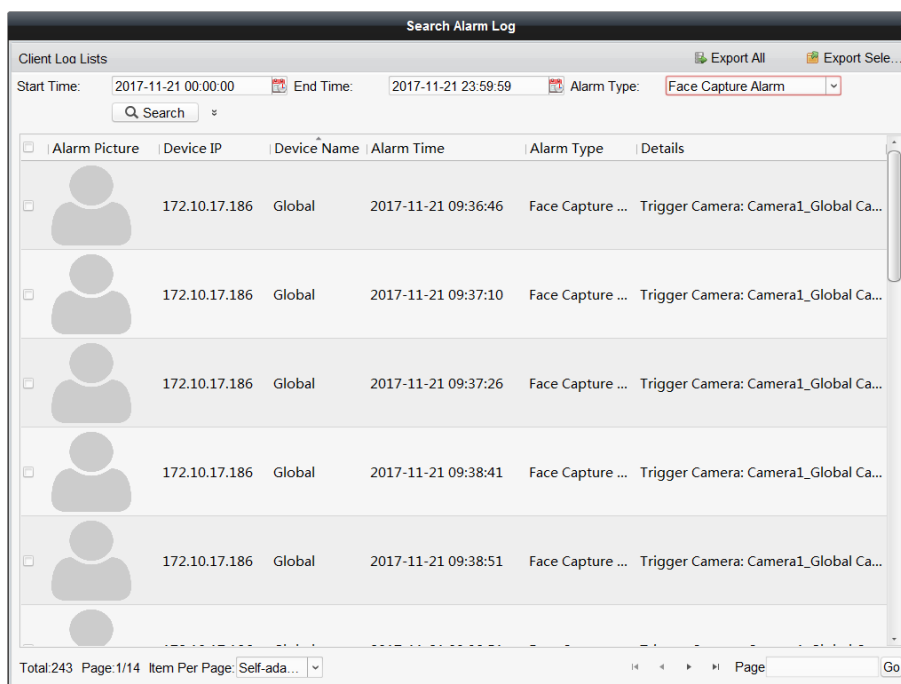 Search Alarm Log
Client Log Lists Export All Export Sele...
Start Time: 2017-11-21 00:00:00 End Time: 2017-11-21 23:59:59 Alarm Type: Face Capture Alarm
Search
Alarm Picture Device IP Device Name Alarm Time Alarm Type Details
172.10.17.186 Global 2017-11-21 09:36:46 Face Capture ... Trigger Camera: Camera1_Global Ca...
172.10.17.186 Global 2017-11-21 09:37:10 Face Capture ... Trigger Camera: Camera1_Global Ca...
172.10.17.186 Global 2017-11-21 09:37:26 Face Capture ... Trigger Camera: Camera1_Global Ca...
172.10.17.186 Global 2017-11-21 09:38:41 Face Capture ... Trigger Camera: Camera1_Global Ca...
172.10.17.186 Global 2017-11-21 09:38:51 Face Capture ... Trigger Camera: Camera1_Global Ca...
Total:243 Page:1/14 Item Per Page: Self-ada... Page Go